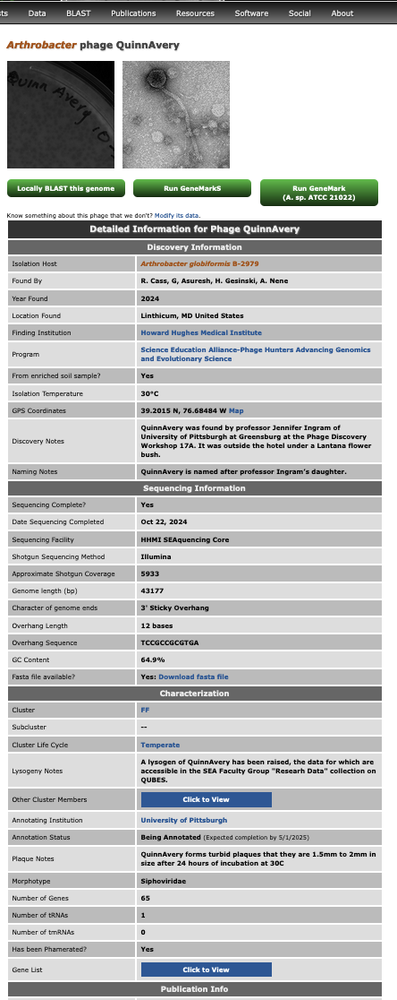 sts Data BLAST Publications Resources Software Social About
Arthrobacter phage QuinnAvery
Quinn Avery
Locally BLAST this genome
Run GeneMarkS
Run GeneMark
(A. sp. ATCC 21022)
Know something about this phage that we don't? Modify its data.
Detailed Information for Phage QuinnAvery
Discovery Information
Isolation Host Arthrobacter globiformis B-2979
Found By R. Cass, G, Asuresh, H. Gesinski, A. Nene
Year Found 2024
Location Found Linthicum, MD United States
Finding Institution Howard Hughes Medical Institute
Program Science Education Alliance-Phage Hunters Advancing Genomics
and Evolutionary Science
From enriched soil sample? Yes
Isolation Temperature 30°C
GPS Coordinates 39.2015 N, 76.68484 W Map
Discovery Notes QuinnAvery was found by professor Jennifer Ingram of
University of Pittsburgh at Greensburg at the Phage Discovery
Workshop 17A. It was outside the hotel under a Lantana flower
bush.
Naming Notes QuinnAvery is named after professor Ingram's daughter.
Sequencing Information
Sequencing Complete? Yes
Date Sequencing Completed Oct 22, 2024
Sequencing Facility HHMI SEAquencing Core
Shotgun Sequencing Method Illumina
Approximate Shotgun Coverage 5933
Genome length (bp) 43177
Character of genome ends 3' Sticky Overhang
Overhang Length 12 bases
Overhang Sequence TCCGCCGCGTGA
GC Content 64.9%
Fasta file available? Yes: Download fasta file
Characterization
Cluster FF
Subcluster --
Cluster Life Cycle Temperate
Lysogeny Notes A lysogen of QuinnAvery has been raised, the data for which are
accessible in the SEA Faculty Group "Researh Data" collection on
QUBES.
Other Cluster Members Click to View
Annotating Institution University of Pittsburgh
Annotation Status Being Annotated (Expected completion by 5/1/2025)
Plaque Notes QuinnAvery forms turbid plaques that they are 1.5mm to 2mm in
size after 24 hours of incubation at 30C
Morphotype Siphoviridae
Number of Genes 65
Number of tRNAs 1
Number of tmRNAs 0
Has been Phamerated? Yes
Gene List Click to View
Publication Info